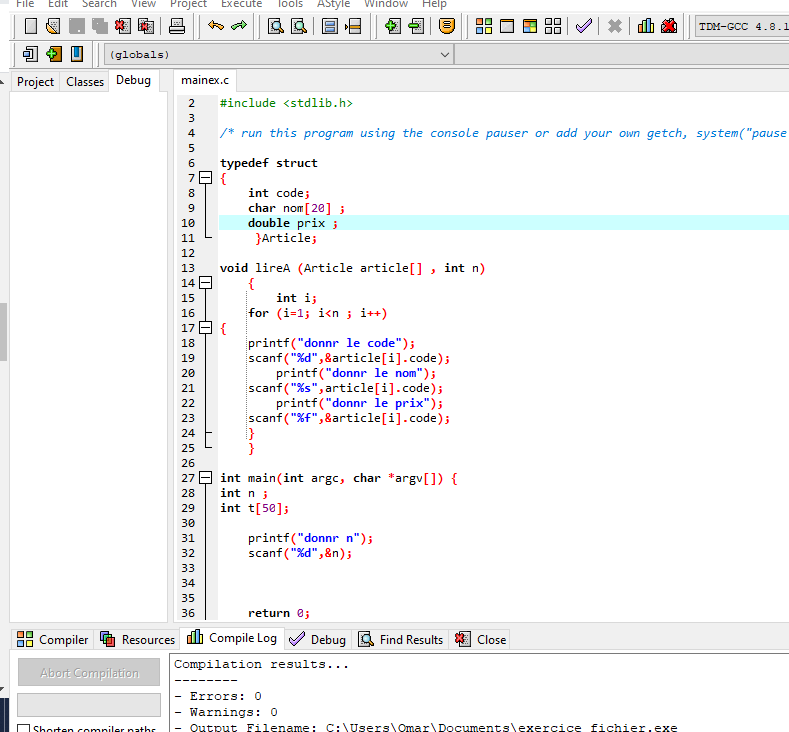 File Edit Search View Project Execute Tools AStyle Window Help
TDM-GCC 4.8.1
(globals)
Project Classes Debug mainex.c
2 #include <stdlib.h>
3
4 /* run this program using the console pauser or add your own getch, system("pause
5
6 typedef struct
7 {
8 int code;
9 char nom[20] ;
10 double prix ;
11 }Article;
12
13 void lireA (Article article[] , int n)
14 {
15 int i;
16 for (i=1; i<n ; i++)
17 {
18 printf("donnr le code");
19 scanf("%d",&article[i].code);
20 printf("donnr le nom");
21 scanf("%s",article[i].code);
22 printf("donnr le prix");
23 scanf("%f",&article[i].code);
24 }
25 }
26
27 int main(int argc, char *argv[]) {
28 int n ;
29 int t[50];
30
31 printf("donnr n");
32 scanf("%d",&n);
33
34
35
36 return 0;
Compiler Resources Compile Log Debug Find Results Close
Abort Compilation
Shorten compiler paths
Compilation results...
--------
- Errors: 0
- Warnings: 0
- Output Filename: C:\Users\Omar\Documents\exercice fichier.exe